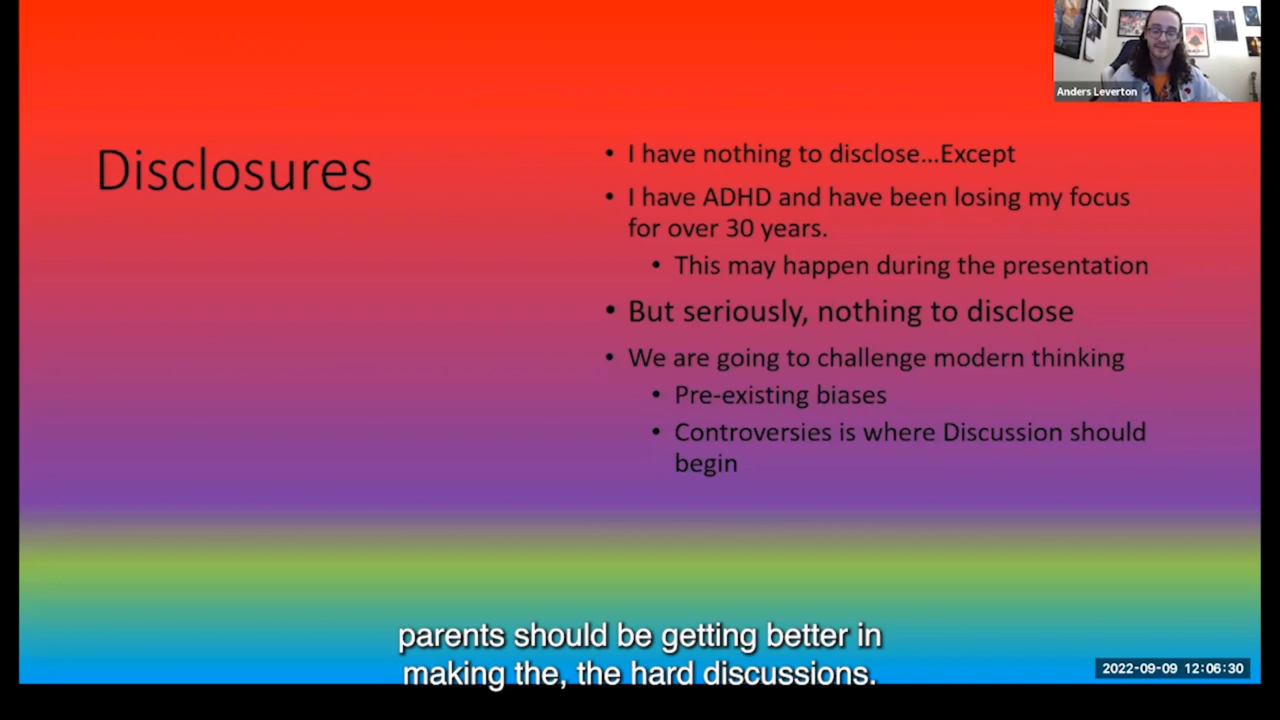 Anders Leverton
Disclosures
• I have nothing to disclose...Except
• I have ADHD and have been losing my focus
for over 30 years.
• This may happen during the presentation
• But seriously, nothing to disclose
• We are going to challenge modern thinking
• Pre-existing biases
• Controversies is where Discussion should
begin
parents should be getting better in
making the, the hard discussions.
2022-09-09 12:06:30